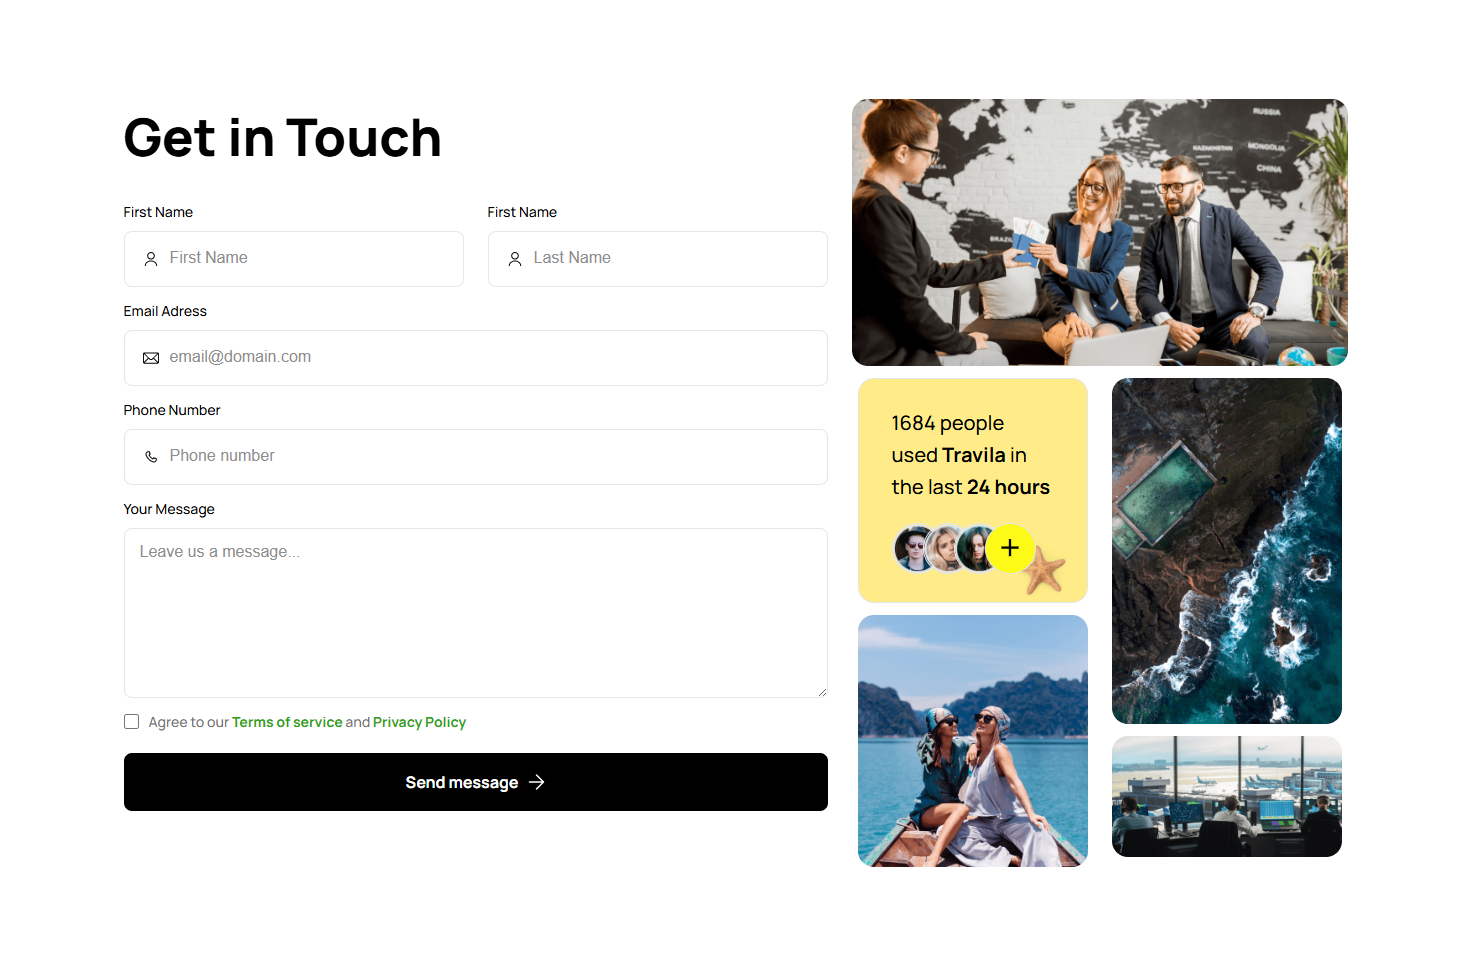 Get in Touch
First Name
First Name
First Name
Last Name
Email Adress
email@domain.com
Phone Number
Phone number
Your Message
Leave us a message...
Agree to our Terms of service and Privacy Policy
Send message
RUSSIA
KAZAKHSTAN
MONGOLIA
CHINA
INDIA
BRAZIL
1684 people
used Travila in
the last 24 hours